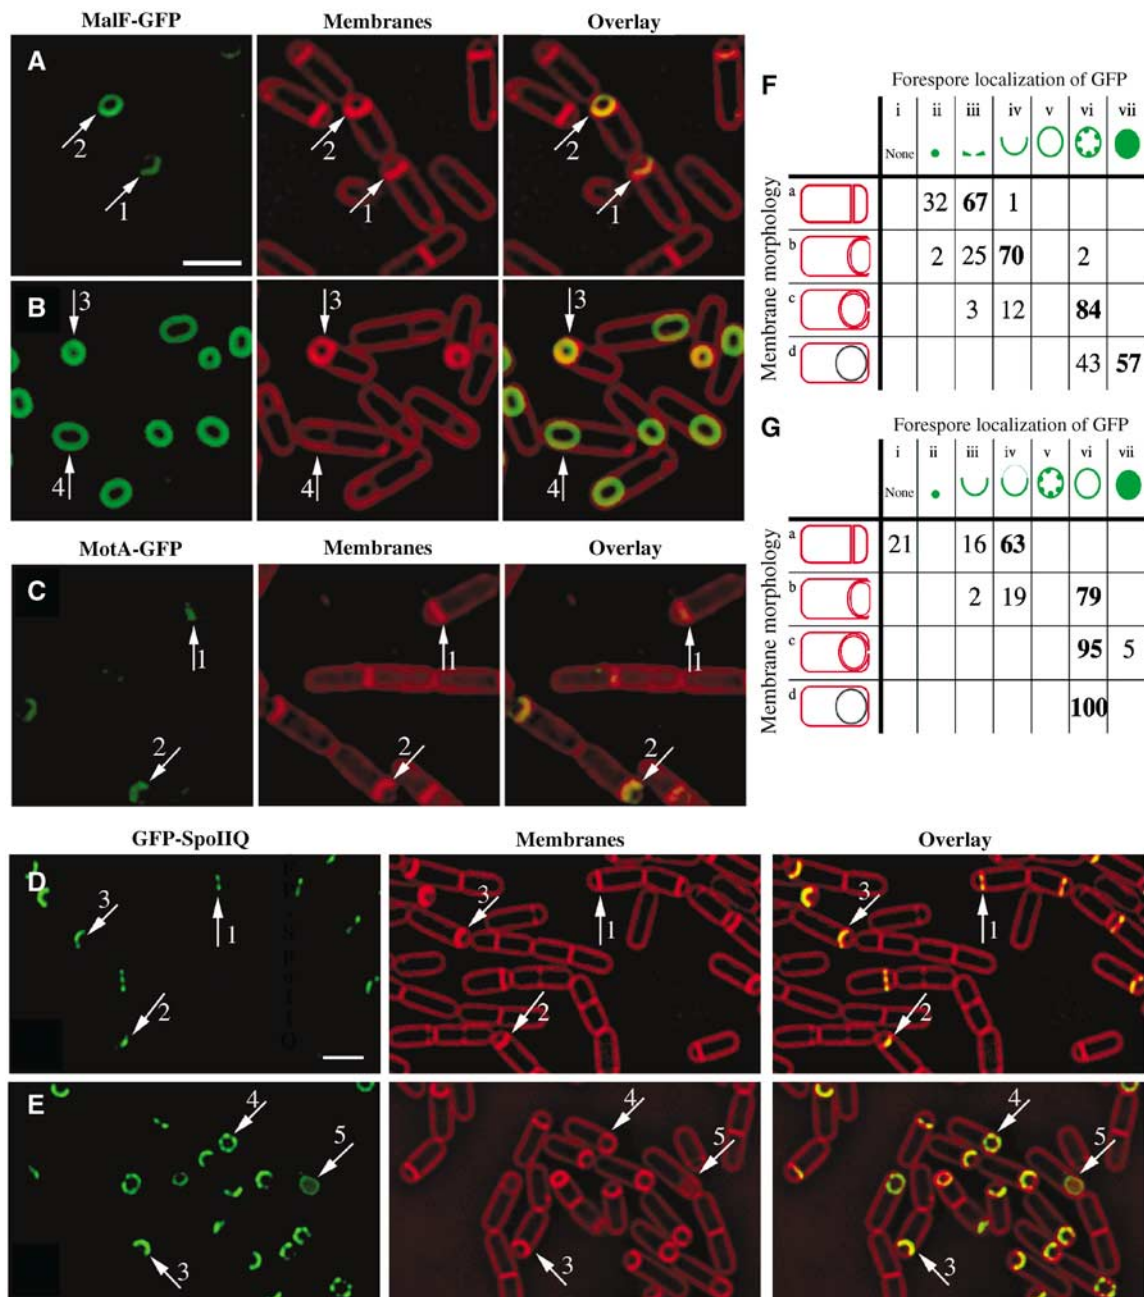 MalF-GFP Membranes Overlay
A
2 2 2
1 1 1
B
3 3 3
4 4 4
MotA-GFP Membranes Overlay
C
1 1 1
2 2 2
GFP-SpoIIQ Membranes Overlay
D
3 3 3
1 1 1
2 2 2
E
4 4 4
5 5 5
3 3 3
F
Forespore localization of GFP
i ii iii iv v vi vii
None
Membrane morphology
a 32 67 1
b 2 25 70 2
c 3 12 84
d 43 57
G
Forespore localization of GFP
i ii iii iv v vi vii
None
Membrane morphology
a 21 16 63
b 2 19 79
c 95 5
d 100